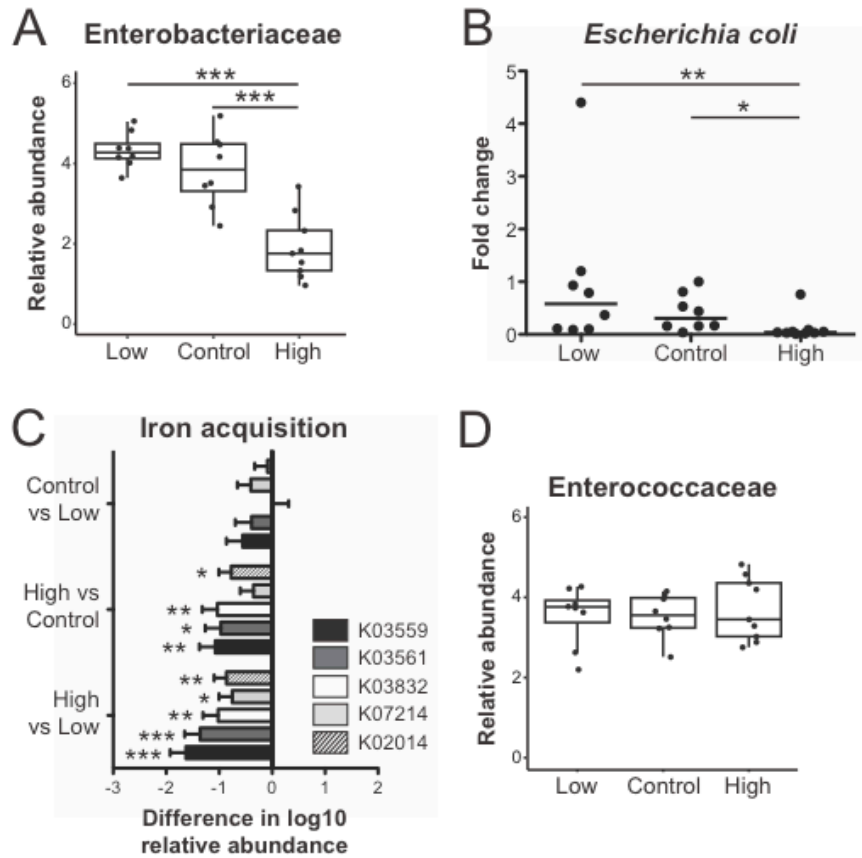 A
Enterobacteriaceae
***
***
Relative abundance
6
4
2
0
Low Control High
B
Escherichia coli
**
*
Fold change
5
4
3
2
1
0
Low Control High
C
Iron acquisition
Control
vs Low
High vs
Control
High
vs Low
*
**
*
**
**
*
**
***
***
K03559
K03561
K03832
K07214
K02014
-3 -2 -1 0 1 2
Difference in log10
relative abundance
D
Enterococcaceae
Relative abundance
6
4
2
0
Low Control High